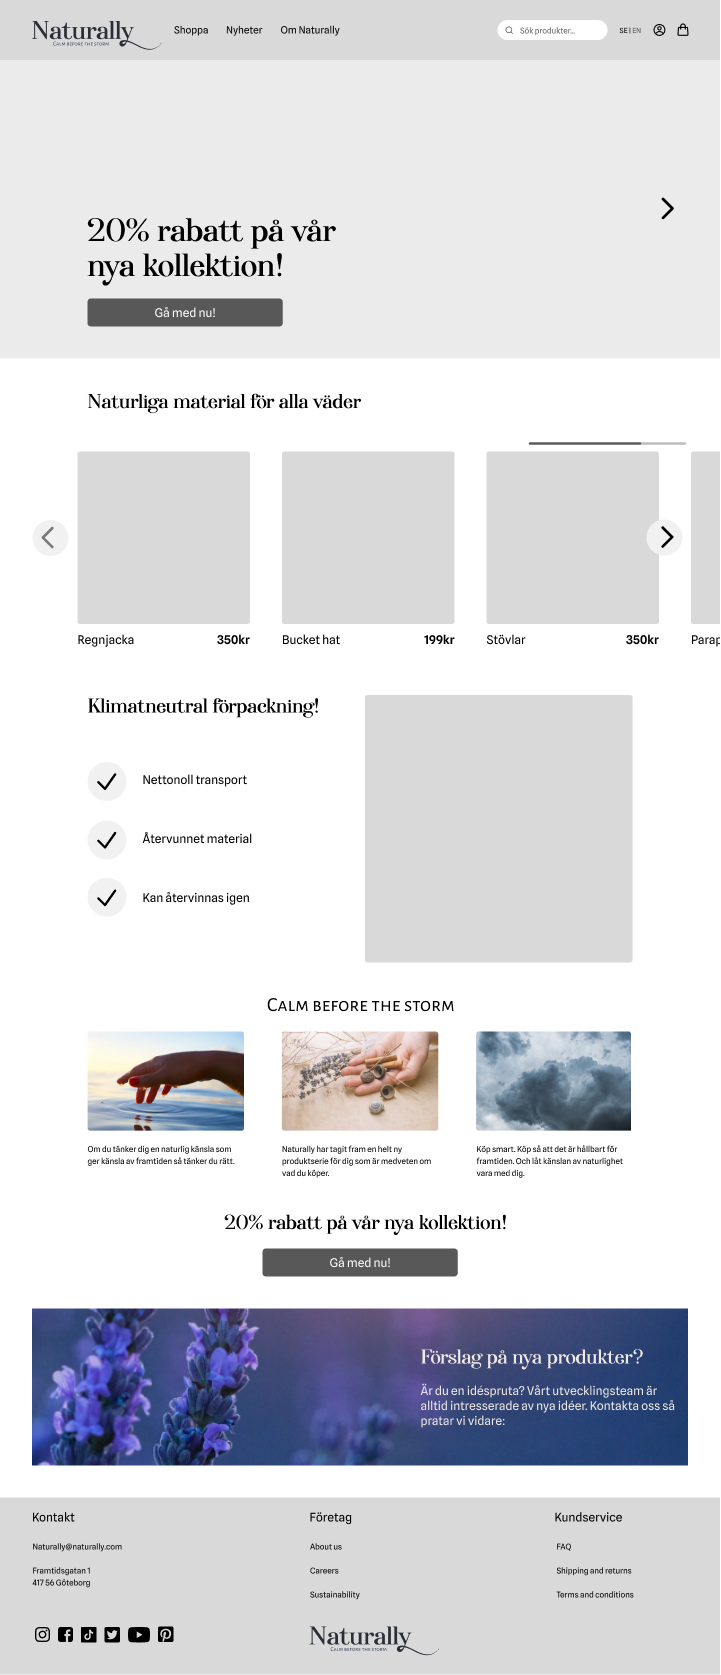 Naturally
CALM BEFORE THE STORM
Shoppa
Nyheter
Om Naturally
Sök produkter...
SE | EN
20% rabatt på vår
nya kollektion!
Gå med nu!
Naturliga material för alla väder
Regnjacka 350kr
Bucket hat 199kr
Stövlar 350kr
Parap
Klimatneutral förpackning!
Nettonoll transport
Återvunnet material
Kan återvinnas igen
CALM BEFORE THE STORM
Om du tänker dig en naturlig känsla som
ger känsla av framtiden så tänker du rätt.
Naturally har tagit fram en helt ny
produktserie för dig som är medveten om
vad du köper.
Köp smart. Köp så att det är hållbart för
framtiden. Och låt känslan av naturlighet
vara med dig.
20% rabatt på vår nya kollektion!
Gå med nu!
Förslag på nya produkter?
Är du en idéspruta? Vårt utvecklingsteam är
alltid intresserade av nya idéer. Kontakta oss så
pratar vi vidare:
Kontakt
Naturally@naturally.com
Framtidsgatan 1
417 56 Göteborg
Företag
About us
Careers
Sustainability
Kundservice
FAQ
Shipping and returns
Terms and conditions
Naturally
CALM BEFORE THE STORM